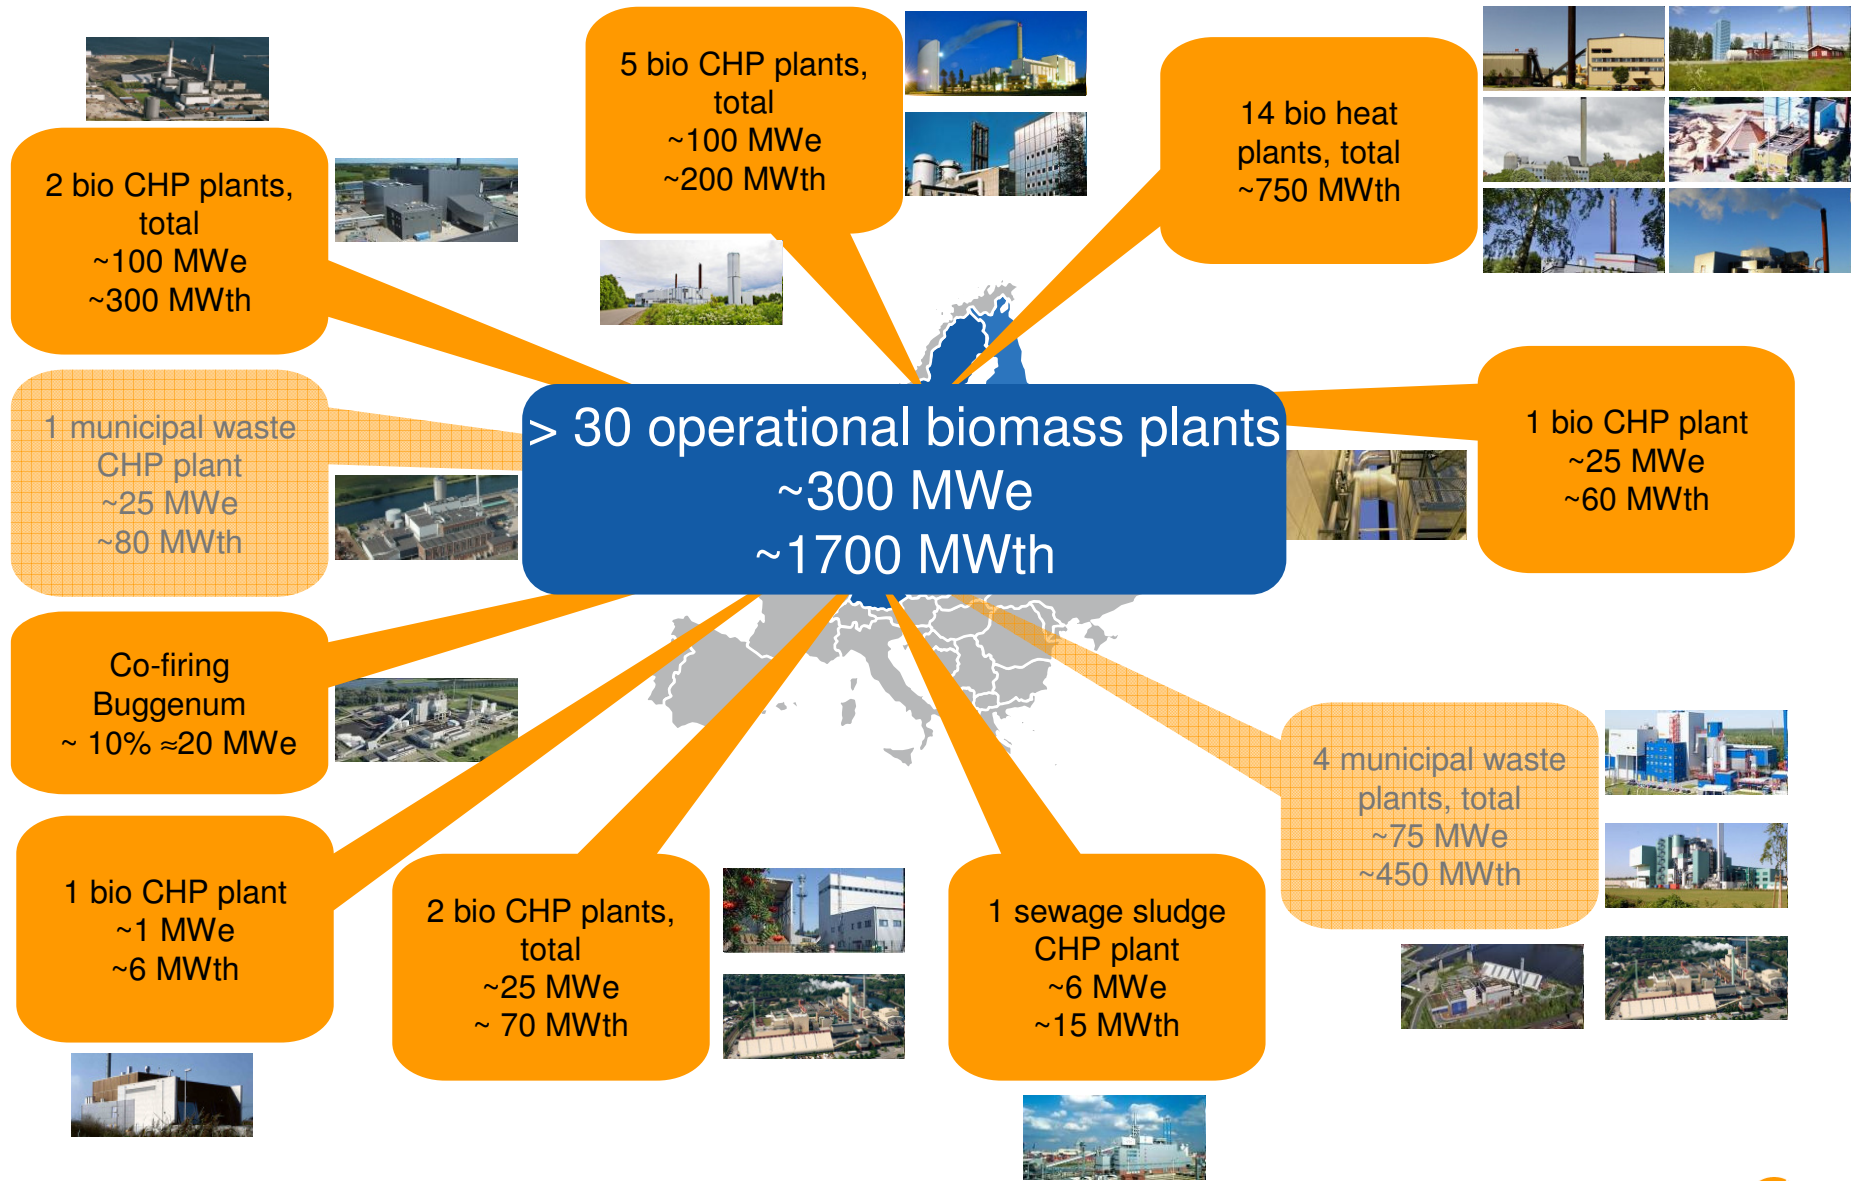 5 bio CHP plants,
total
~100 MWe
~200 MWth
14 bio heat
plants, total
~750 MWth
2 bio CHP plants,
total
~100 MWe
~300 MWth
1 municipal waste
CHP plant
~25 MWe
~80 MWth
> 30 operational biomass plants
~300 MWe
~1700 MWth
1 bio CHP plant
~25 MWe
~60 MWth
Co-firing
Buggenum
~ 10% ≈20 MWe
4 municipal waste
plants, total
~75 MWe
~450 MWth
1 bio CHP plant
~1 MWe
~6 MWth
2 bio CHP plants,
total
~25 MWe
~ 70 MWth
1 sewage sludge
CHP plant
~6 MWe
~15 MWth